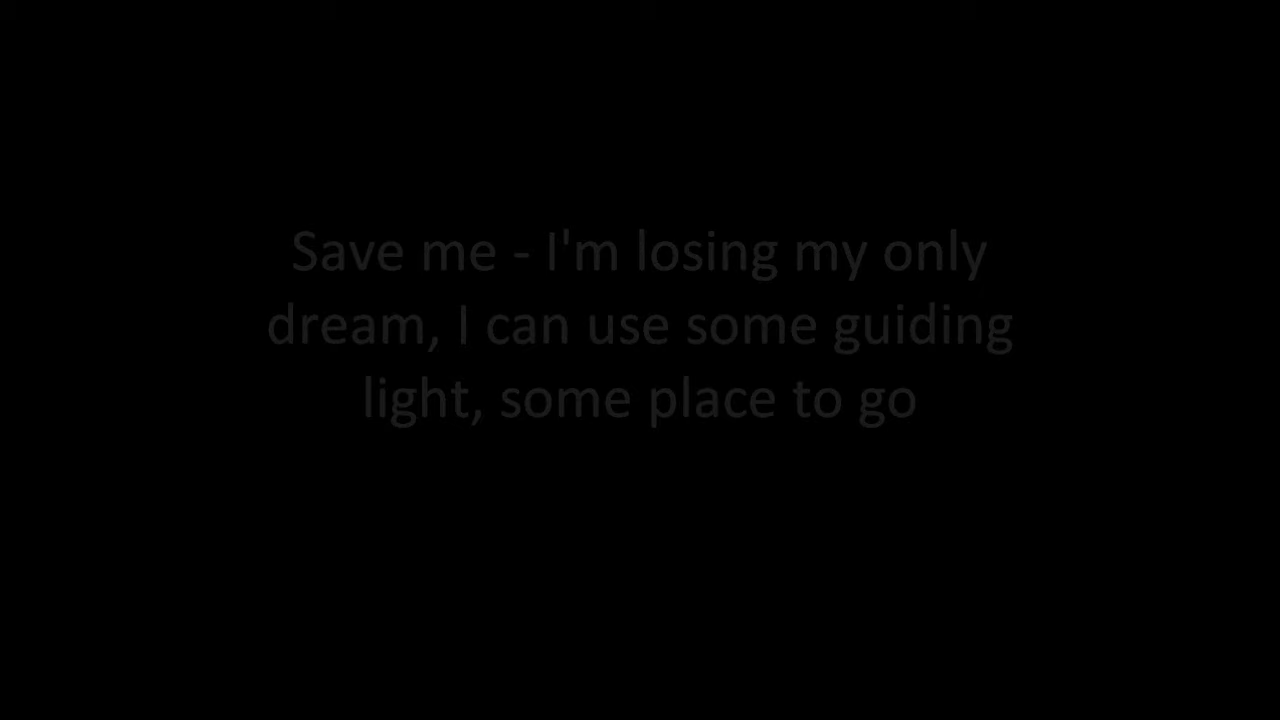 Save me - I'm losing my only
dream, I can use some guiding
light, some place to go